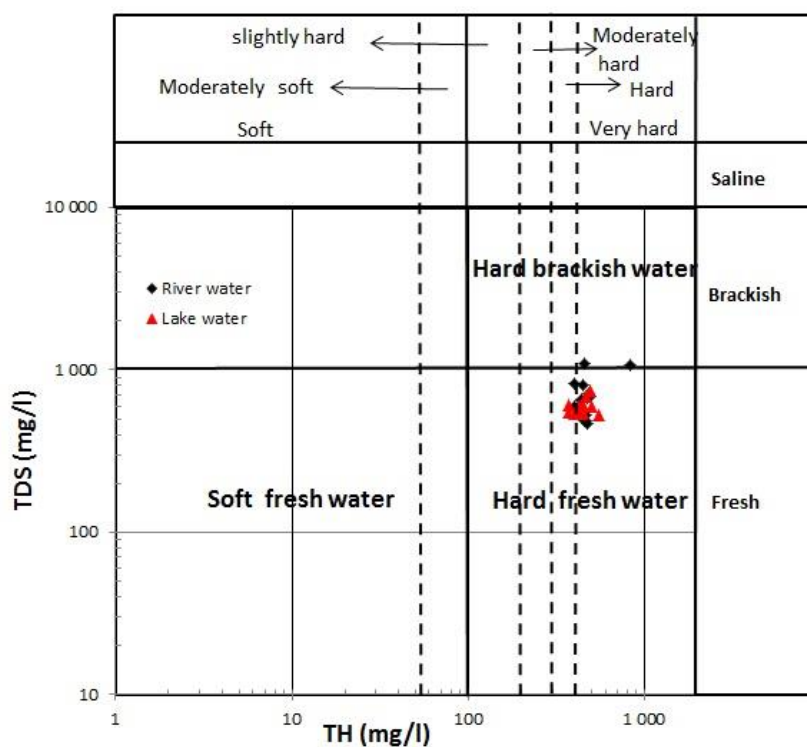 slightly hard
Moderately
hard
Moderately soft
Hard
Soft
Very hard
Saline
10 000
Hard brackish water
River water
Brackish
Lake water
1 000
TDS (mg/l)
Soft fresh water
Hard fresh water
Fresh
100
10
1
10
100
1 000
TH (mg/l)